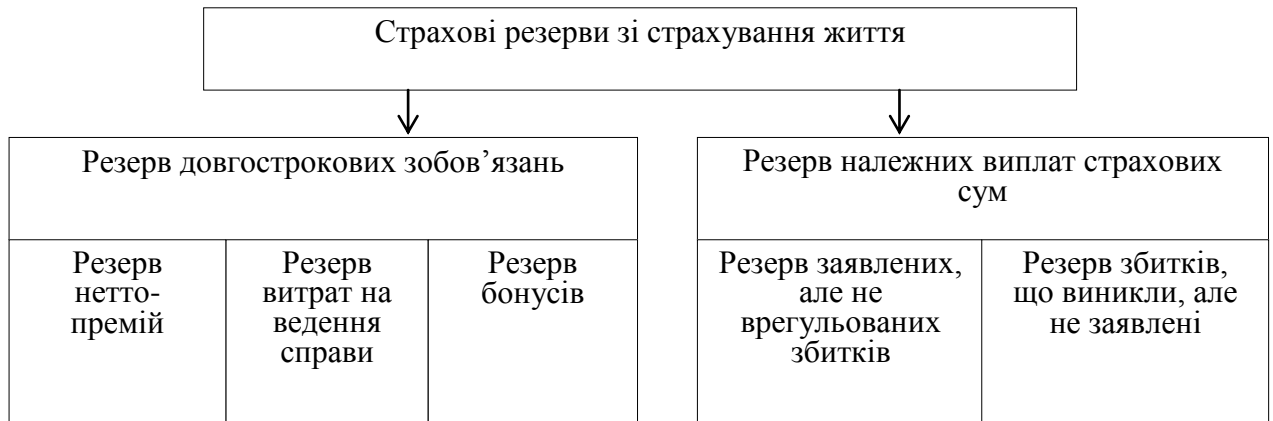 Страхові резерви зі страхування життя
Резерв довгострокових зобов’язань
Резерв належних виплат страхових
сум
Резерв
нетто-
премій
Резерв
витрат на
ведення
справи
Резерв
бонусів
Резерв заявлених,
але не
врегульованих
збитків
Резерв збитків,
що виникли, але
не заявлені